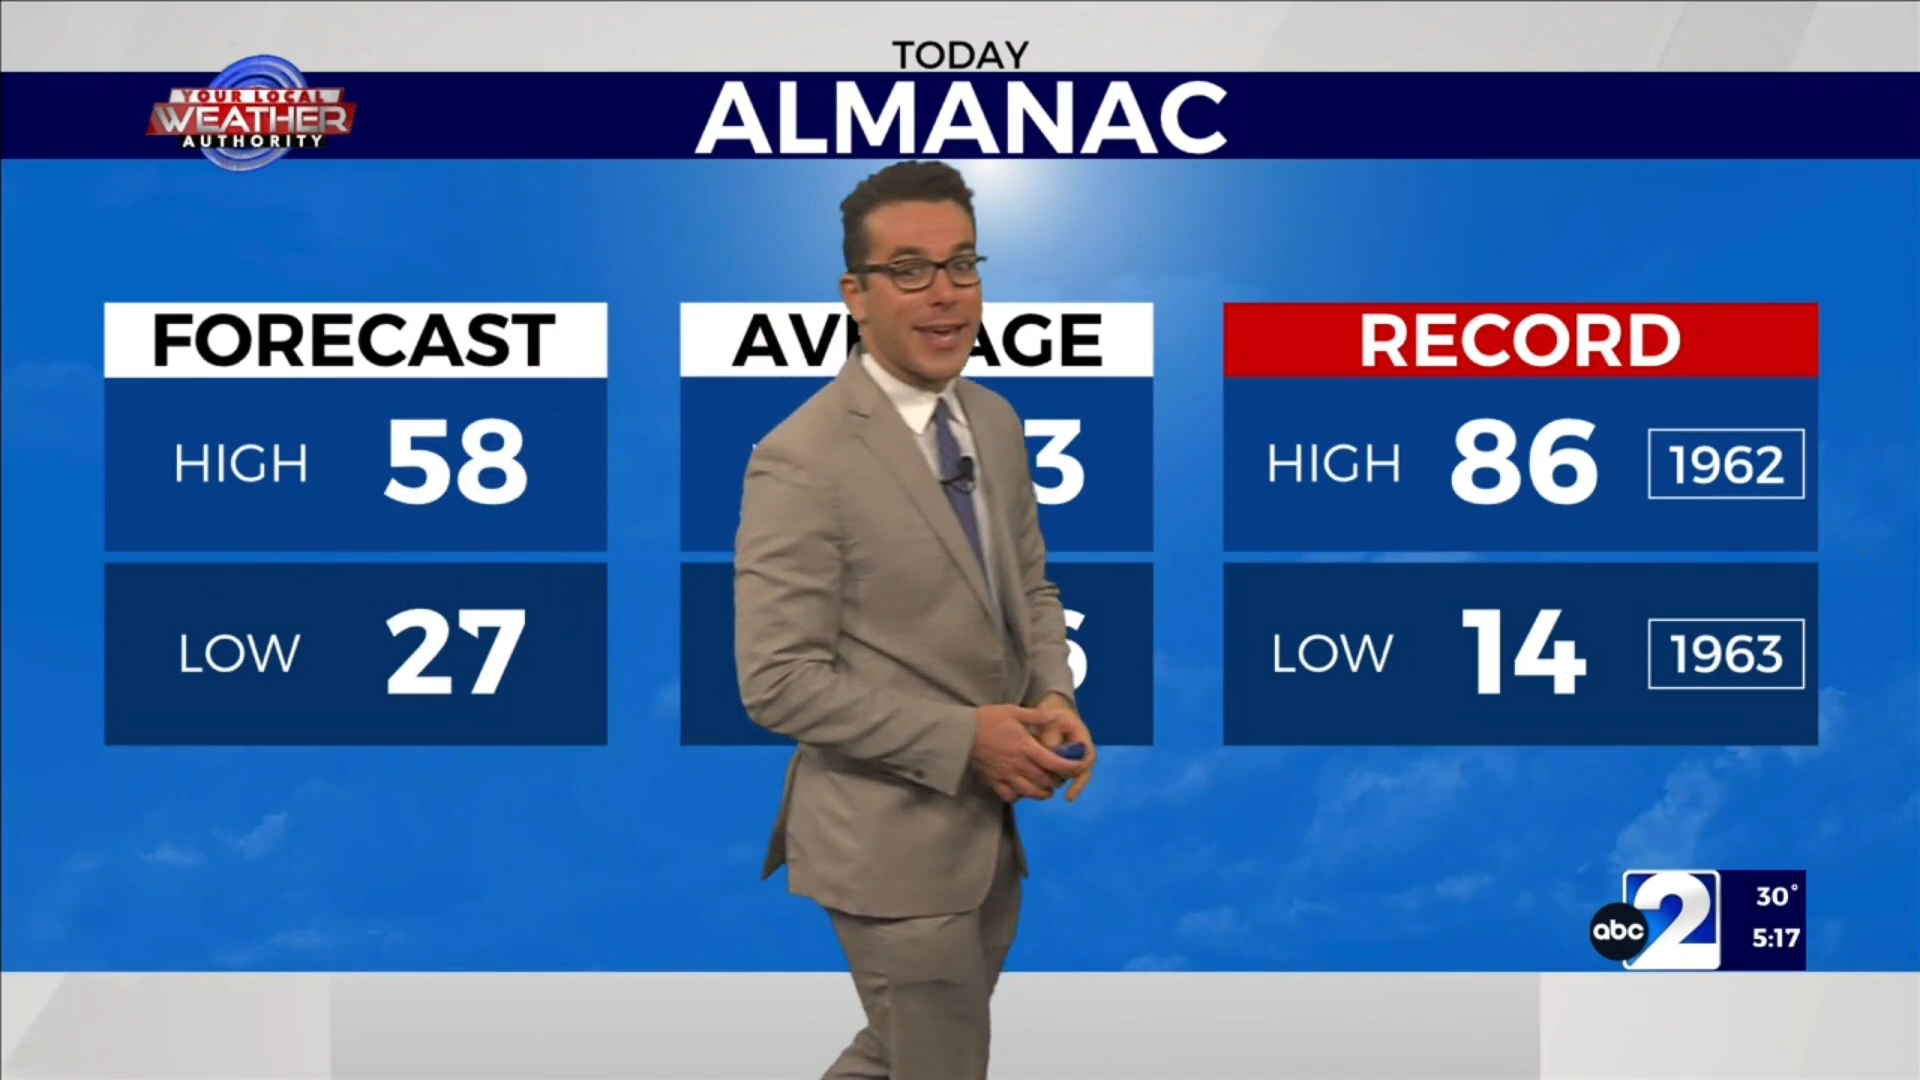 TODAY
YOUR LOCAL
WEATHER
AUTHORITY
ALMANAC
FORECAST
HIGH 58
LOW 27
RECORD
HIGH 86 1962
LOW 14 1963
abc 2
30°
5:17